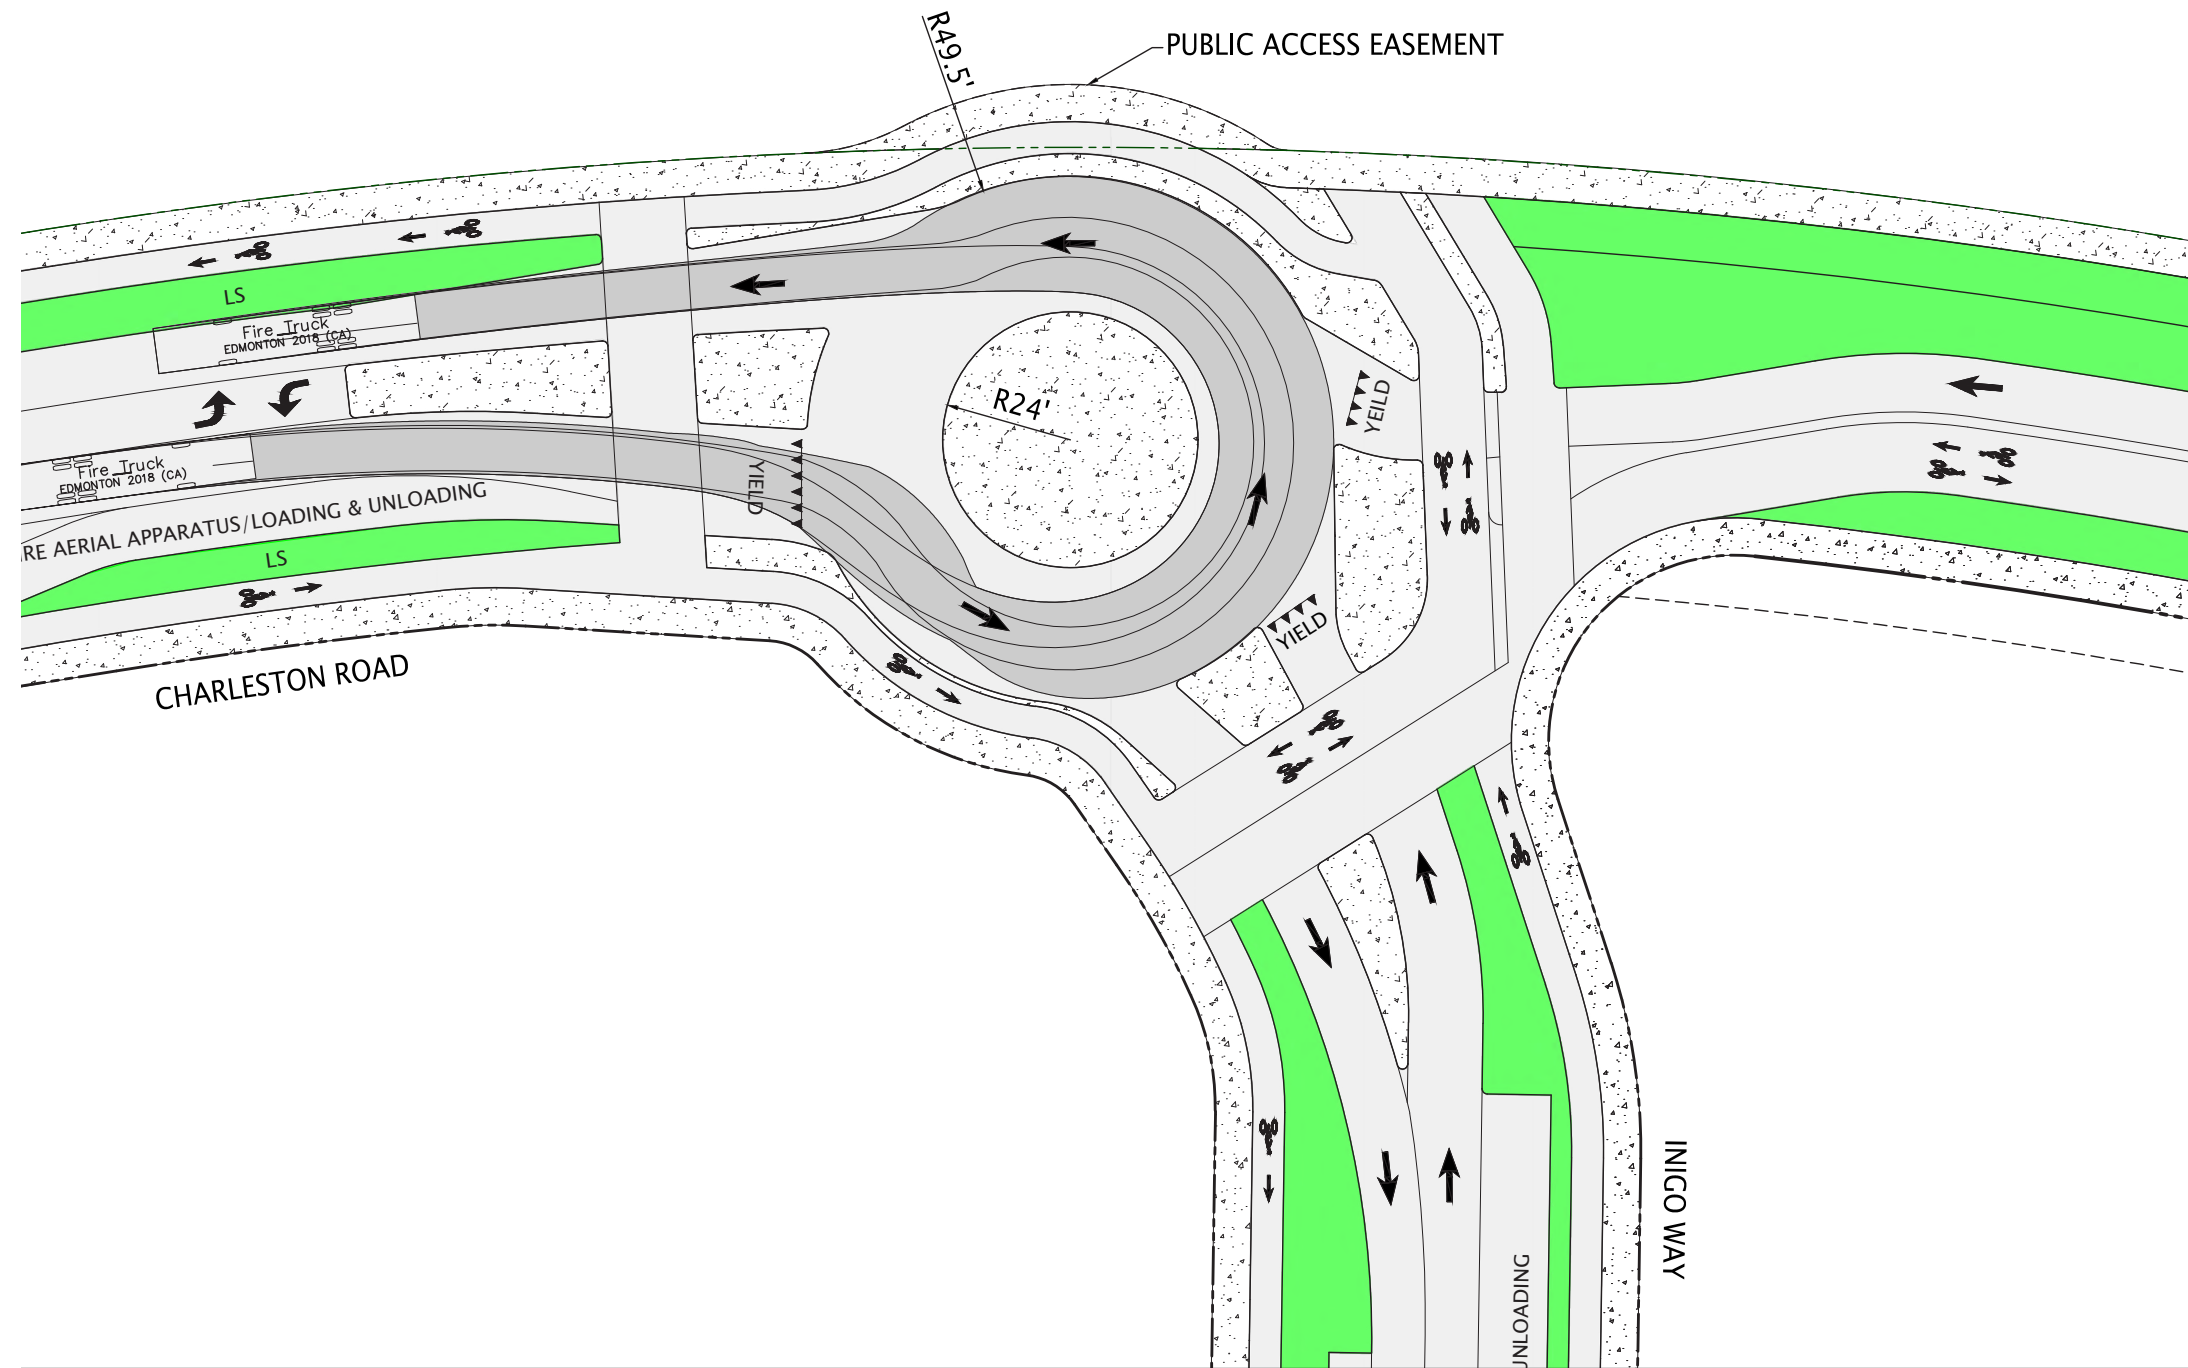 R49.5'
PUBLIC ACCESS EASEMENT
LS
Fire Truck
EDMONTON 2018 (CA)
R24'
YEILD
Fire Truck
EDMONTON 2018 (CA)
YIELD
IRE AERIAL APPARATUS/LOADING & UNLOADING
LS
YIELD
CHARLESTON ROAD
INIGO WAY
UNLOADING